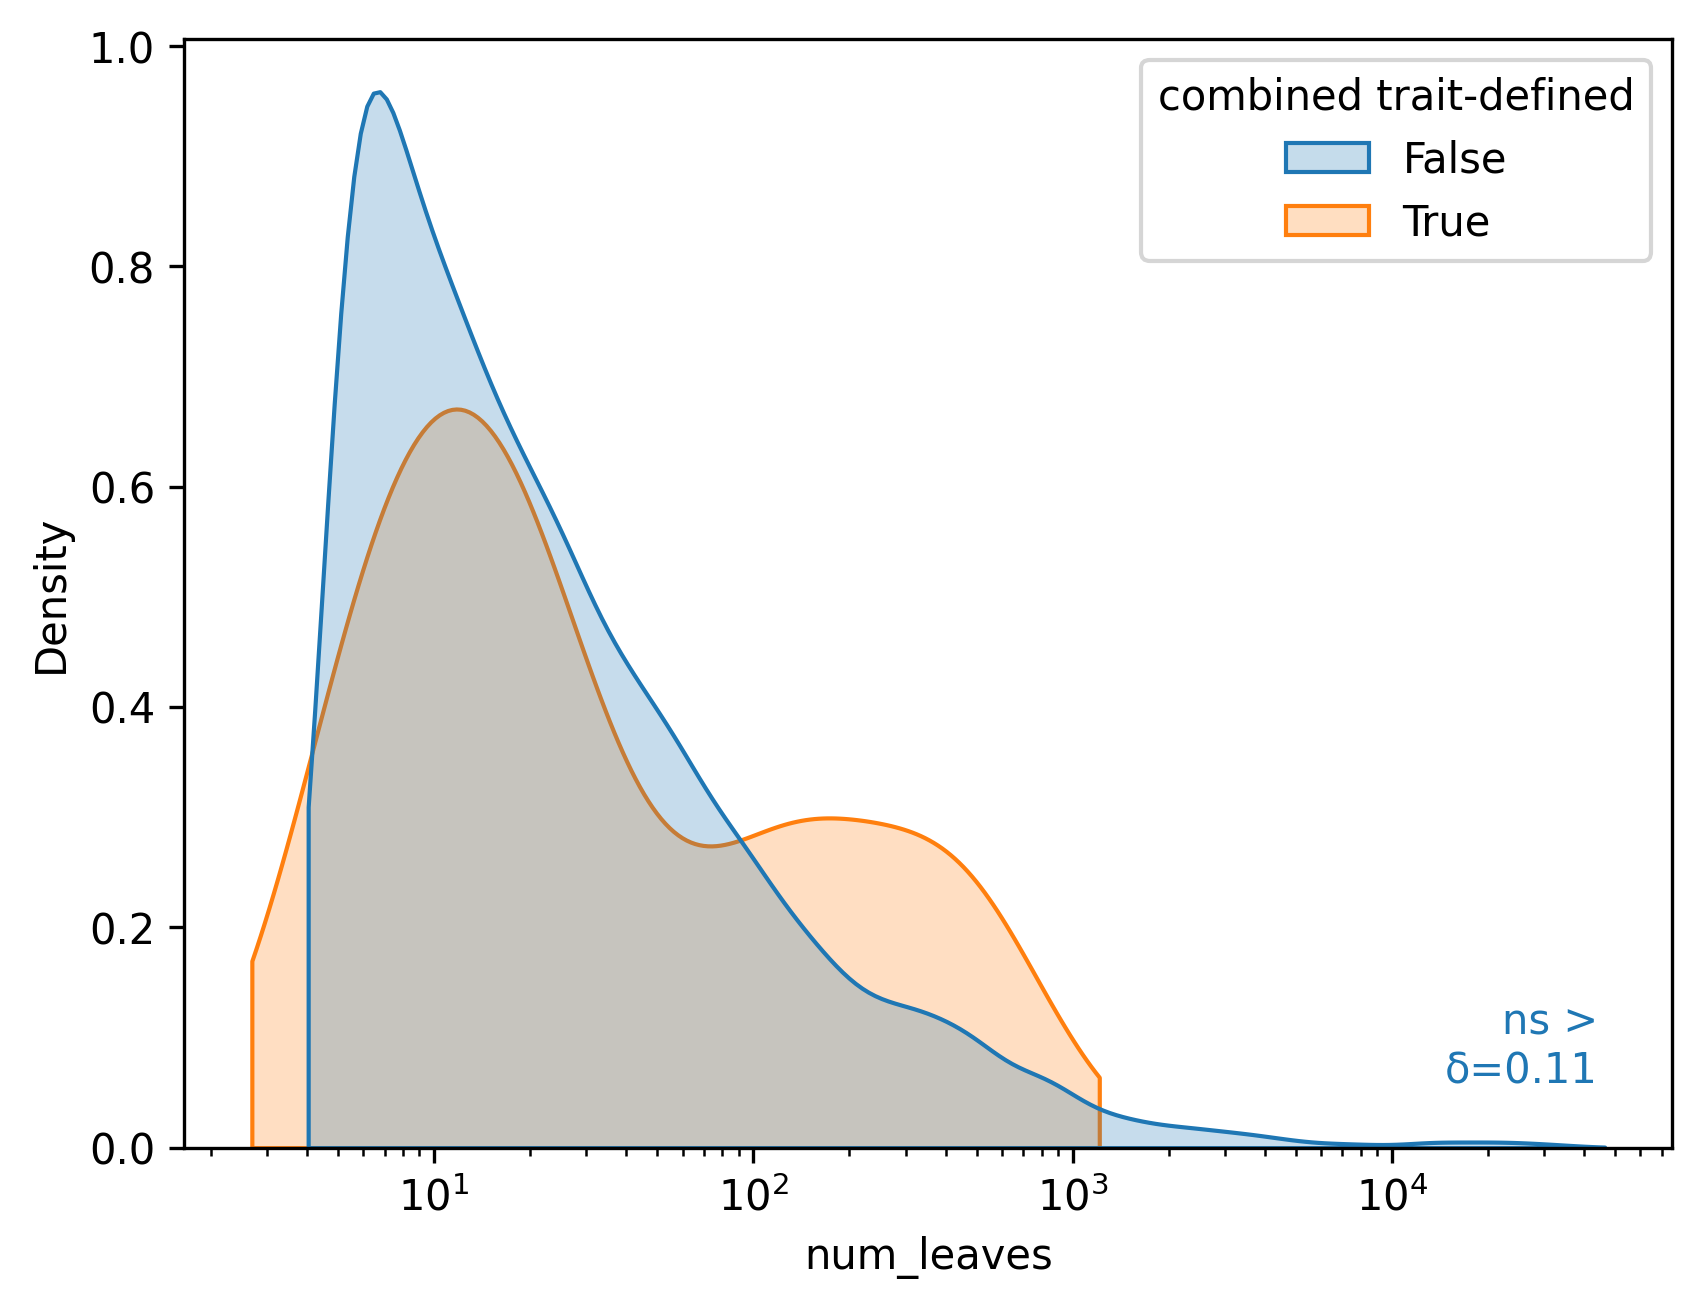 1.0
0.8
0.6
0.4
0.2
0.0
Density
combined trait-defined
False
True
ns >
δ=0.11
10¹
10²
10³
10⁴
num_leaves